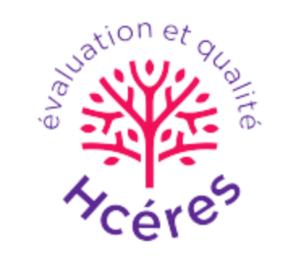 évaluation et qualité
Hcéres